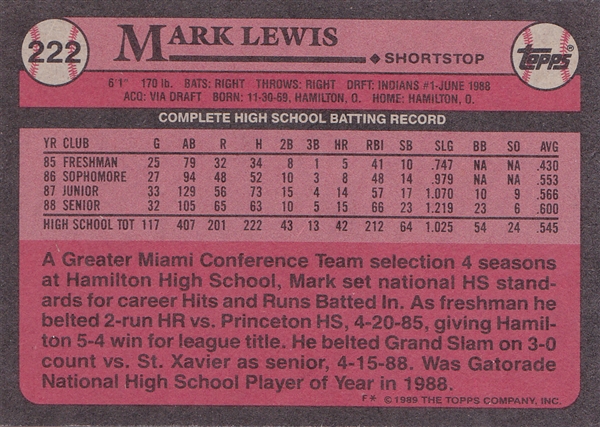 222
MARK LEWIS
◆ SHORTSTOP
Topps®
6'1" 170 lb. BATS: RIGHT THROWS: RIGHT DRFT: INDIANS #1-JUNE 1988
ACQ: VIA DRAFT BORN: 11-30-69, HAMILTON, O. HOME: HAMILTON, O.
COMPLETE HIGH SCHOOL BATTING RECORD
YR CLUB G AB R H 2B 3B HR RBI SB SLG BB SO AVG
85 FRESHMAN 25 79 32 34 8 1 5 41 10 .747 NA NA .430
86 SOPHOMORE 27 94 48 52 10 3 8 48 14 .979 NA NA .553
87 JUNIOR 33 129 56 73 15 4 14 57 17 1.070 10 9 .566
88 SENIOR 32 105 65 63 10 5 15 66 23 1.219 23 6 .600
HIGH SCHOOL TOT 117 407 201 222 43 13 42 212 64 1.025 54 24 .545
A Greater Miami Conference Team selection 4 seasons
at Hamilton High School, Mark set national HS stan-
dards for career Hits and Runs Batted In. As freshman he
belted 2-run HR vs. Princeton HS, 4-20-85, giving Hamil-
ton 5-4 win for league title. He belted Grand Slam on 3-0
count vs. St. Xavier as senior, 4-15-88. Was Gatorade
National High School Player of Year in 1988.
F* © 1989 THE TOPPS COMPANY, INC.